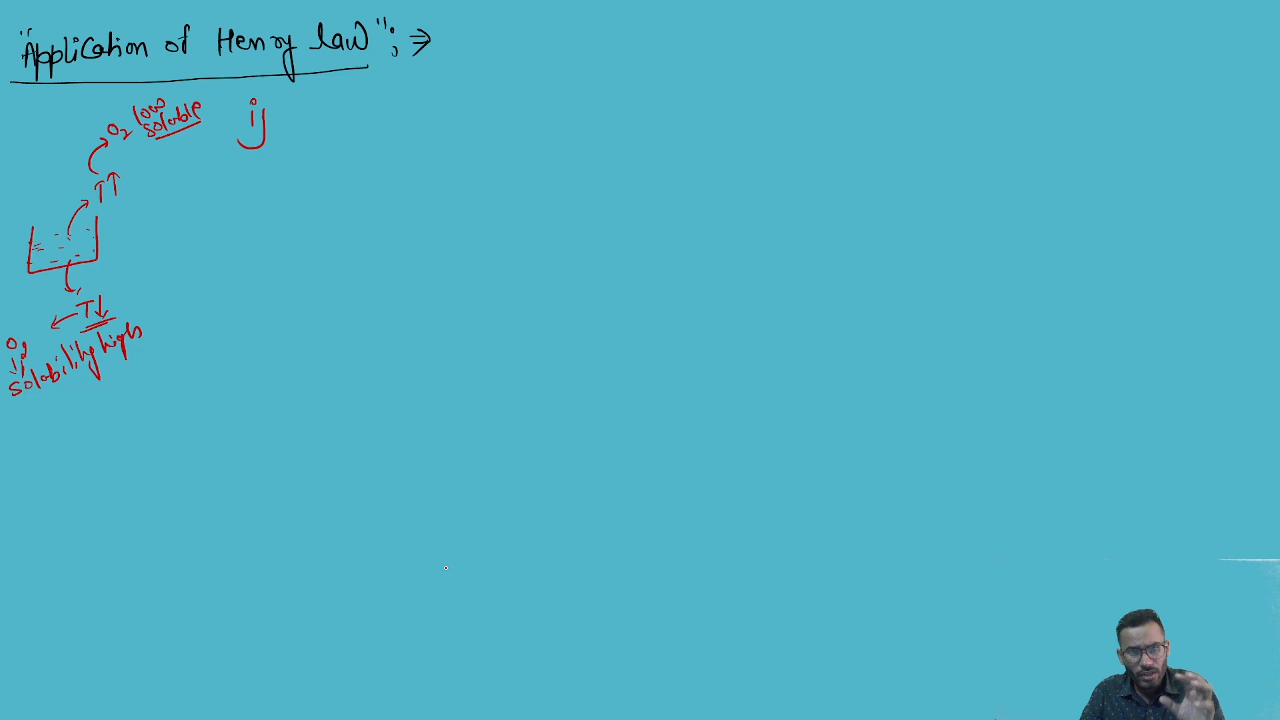 "Application of Henry law" ; ⇒
O₂ low
soluble
i)
T↑
T↓
O₂
solubility high